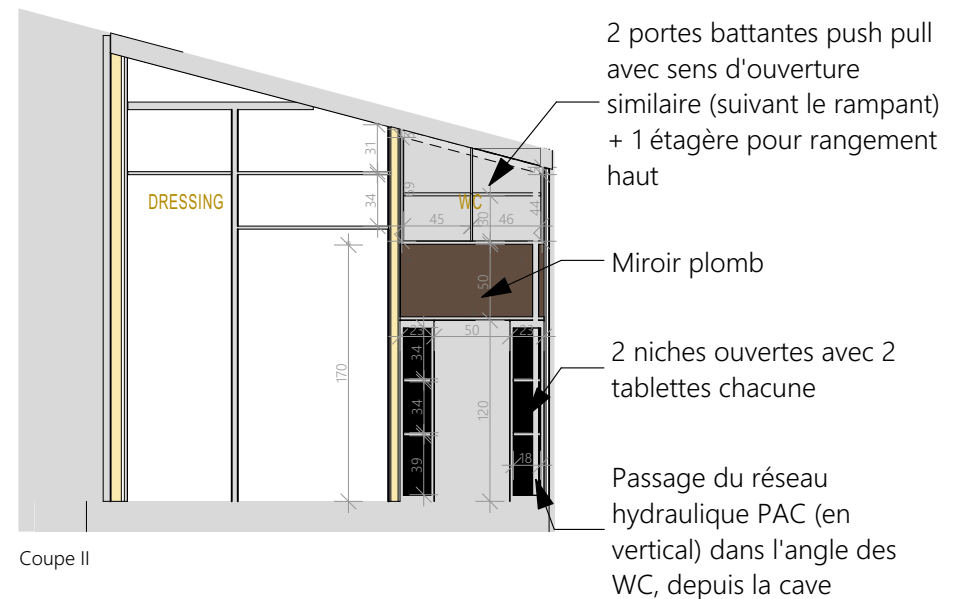 2 portes battantes push pull
avec sens d'ouverture
similaire (suivant le rampant)
+ 1 étagère pour rangement
haut
31
DRESSING
34
59
WC
45
30
46
44
Miroir plomb
50
23
50
23
34
170
34
120
39
18
2 niches ouvertes avec 2
tablettes chacune
Passage du réseau
hydraulique PAC (en
vertical) dans l'angle des
WC, depuis la cave
Coupe II